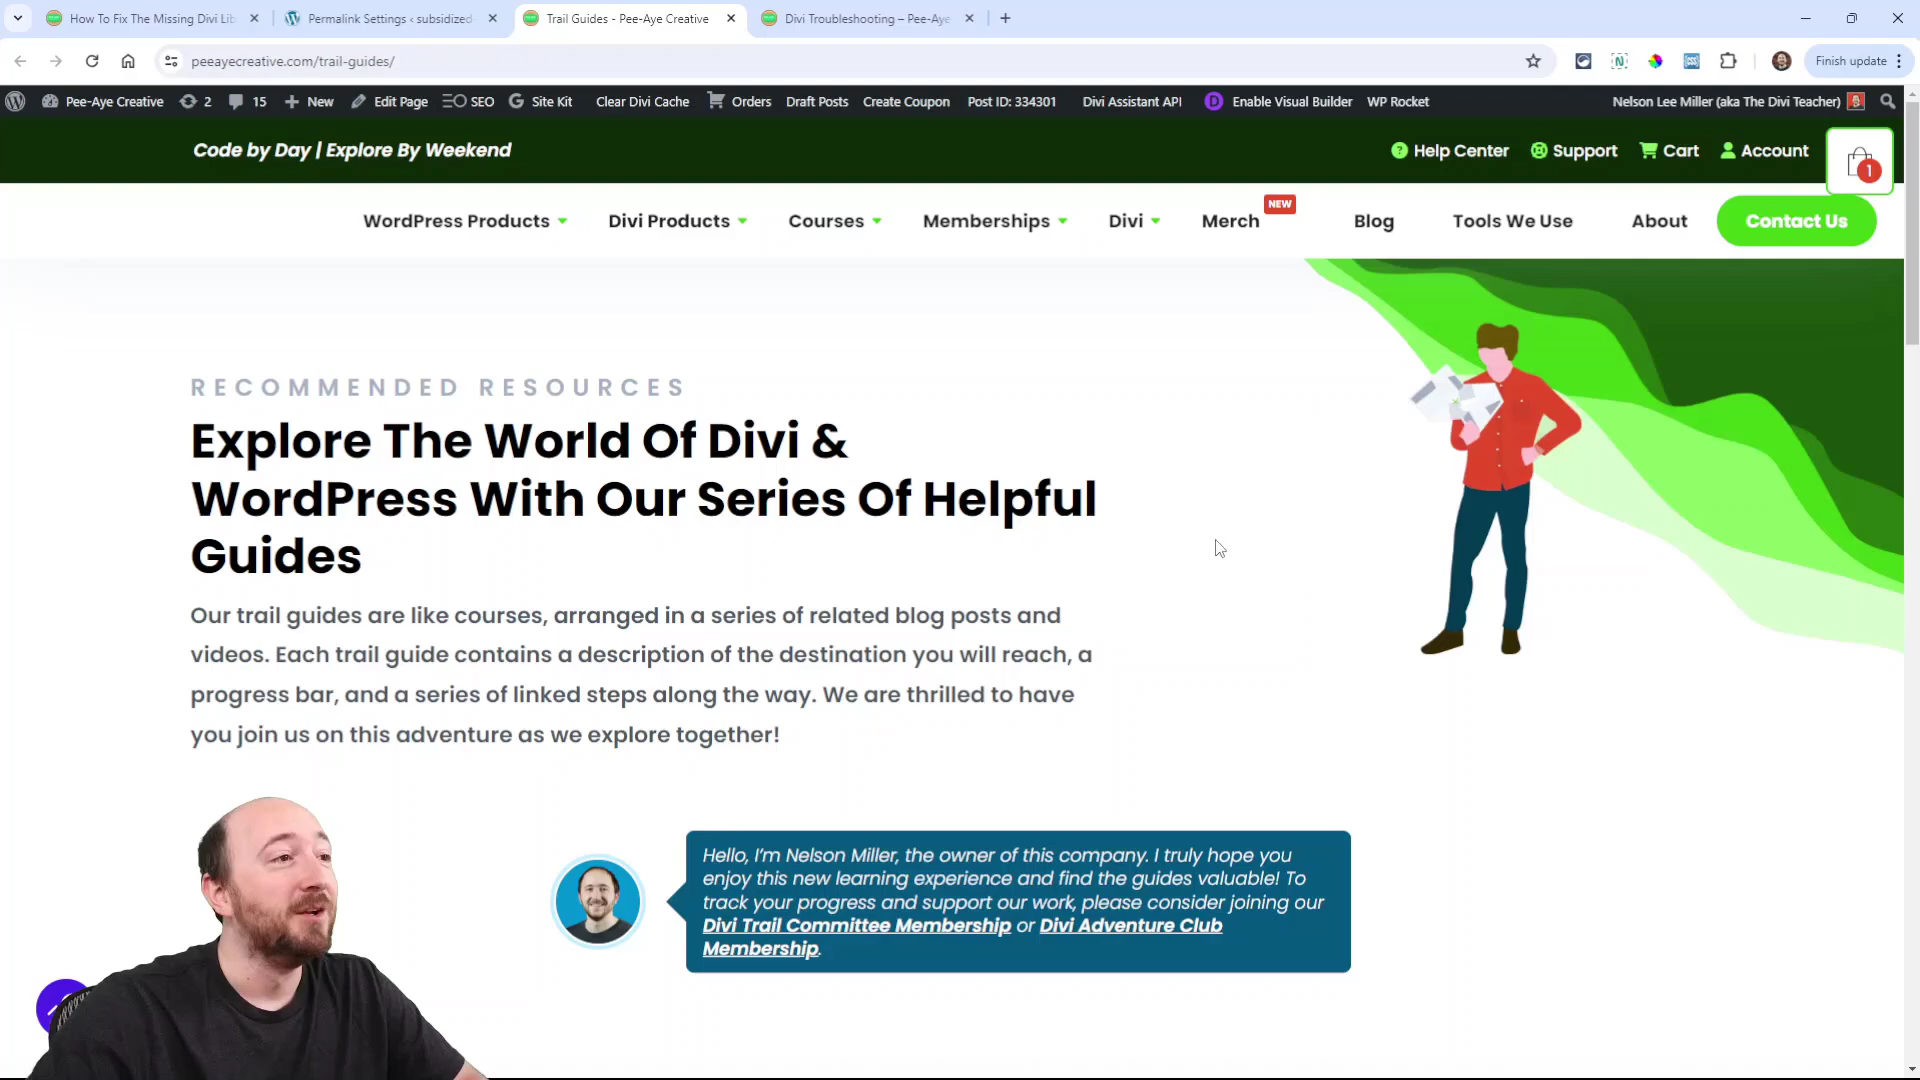 How To Fix The Missing Divi Lib
Permalink Settings ‹ subsidized-
Trail Guides - Pee-Aye Creative
Divi Troubleshooting – Pee-Aye
peeayecreative.com/trail-guides/
Finish update
Pee-Aye Creative
2
15
New
Edit Page
SEO
Site Kit
Clear Divi Cache
Orders
Draft Posts
Create Coupon
Post ID: 334301
Divi Assistant API
D
Enable Visual Builder
WP Rocket
Nelson Lee Miller (aka The Divi Teacher)
Code by Day | Explore By Weekend
Help Center
Support
Cart
Account
1
WordPress Products
Divi Products
Courses
Memberships
Divi
Merch
NEW
Blog
Tools We Use
About
Contact Us
RECOMMENDED RESOURCES
Explore The World Of Divi &
WordPress With Our Series Of Helpful
Guides
Our trail guides are like courses, arranged in a series of related blog posts and
videos. Each trail guide contains a description of the destination you will reach, a
progress bar, and a series of linked steps along the way. We are thrilled to have
you join us on this adventure as we explore together!
Hello, I'm Nelson Miller, the owner of this company. I truly hope you
enjoy this new learning experience and find the guides valuable! To
track your progress and support our work, please consider joining our
Divi Trail Committee Membership or Divi Adventure Club
Membership.